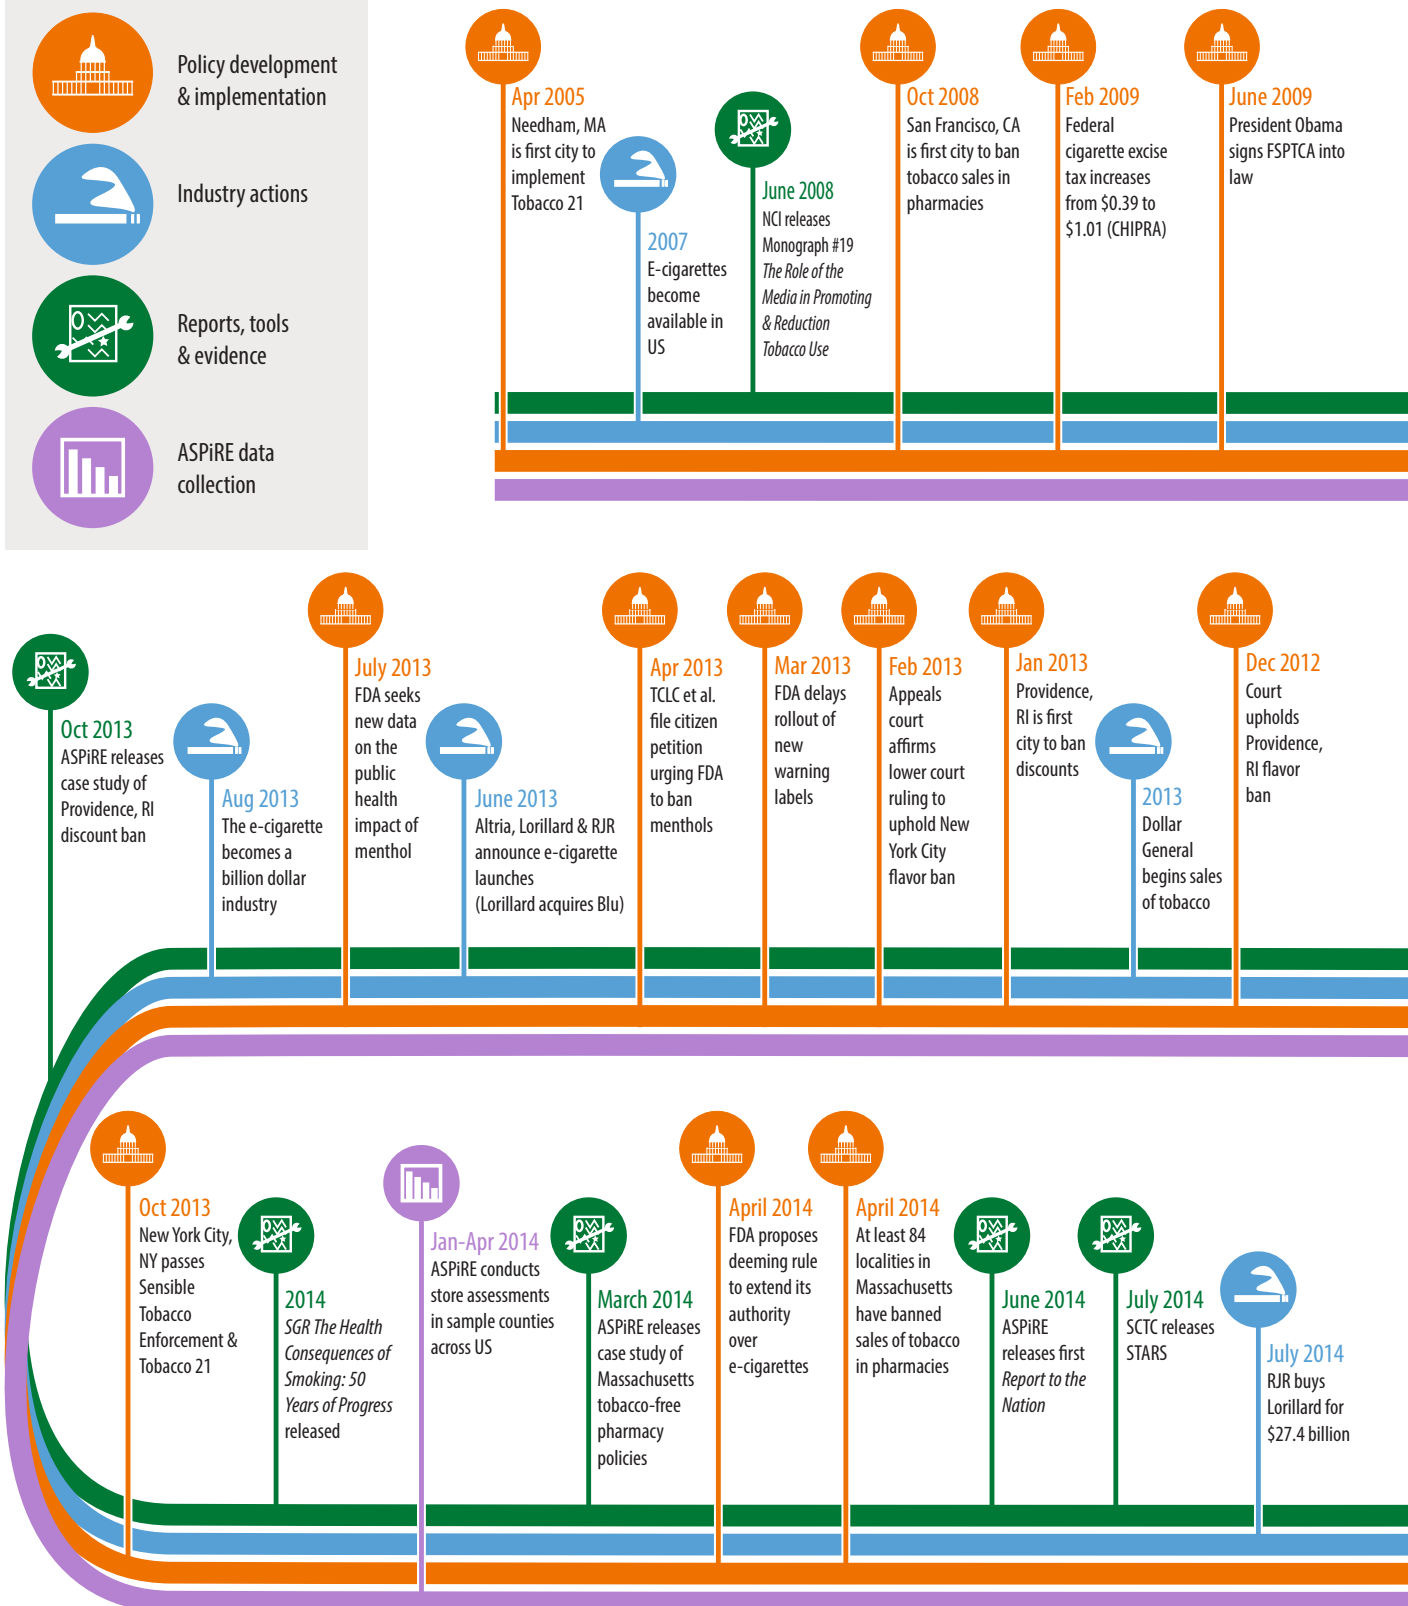 Policy development
& implementation
Industry actions
Reports, tools
& evidence
ASPiRE data
collection
Apr 2005
Needham, MA
is first city to
implement
Tobacco 21
2007
E-cigarettes
become
available in
US
June 2008
NCI releases
Monograph #19
The Role of the
Media in Promoting
& Reduction
Tobacco Use
Oct 2008
San Francisco, CA
is first city to ban
tobacco sales in
pharmacies
Feb 2009
Federal
cigarette excise
tax increases
from $0.39 to
$1.01 (CHIPRA)
June 2009
President Obama
signs FSPTCA into
law
Oct 2013
ASPiRE releases
case study of
Providence, RI
discount ban
Aug 2013
The e-cigarette
becomes a
billion dollar
industry
July 2013
FDA seeks
new data
on the
public
health
impact of
menthol
June 2013
Altria, Lorillard & RJR
announce e-cigarette
launches
(Lorillard acquires Blu)
Apr 2013
TCLC et al.
file citizen
petition
urging FDA
to ban
menthols
Mar 2013
FDA delays
rollout of
new
warning
labels
Feb 2013
Appeals
court
affirms
lower court
ruling to
uphold New
York City
flavor ban
Jan 2013
Providence,
RI is first
city to ban
discounts
2013
Dollar
General
begins sales
of tobacco
Dec 2012
Court
upholds
Providence,
RI flavor
ban
Oct 2013
New York City,
NY passes
Sensible
Tobacco
Enforcement &
Tobacco 21
2014
SGR The Health
Consequences of
Smoking: 50
Years of Progress
released
Jan-Apr 2014
ASPiRE conducts
store assessments
in sample counties
across US
March 2014
ASPiRE releases
case study of
Massachusetts
tobacco-free
pharmacy
policies
April 2014
FDA proposes
deeming rule
to extend its
authority
over
e-cigarettes
April 2014
At least 84
localities in
Massachusetts
have banned
sales of tobacco
in pharmacies
June 2014
ASPiRE
releases first
Report to the
Nation
July 2014
SCTC releases
STARS
July 2014
RJR buys
Lorillard for
$27.4 billion